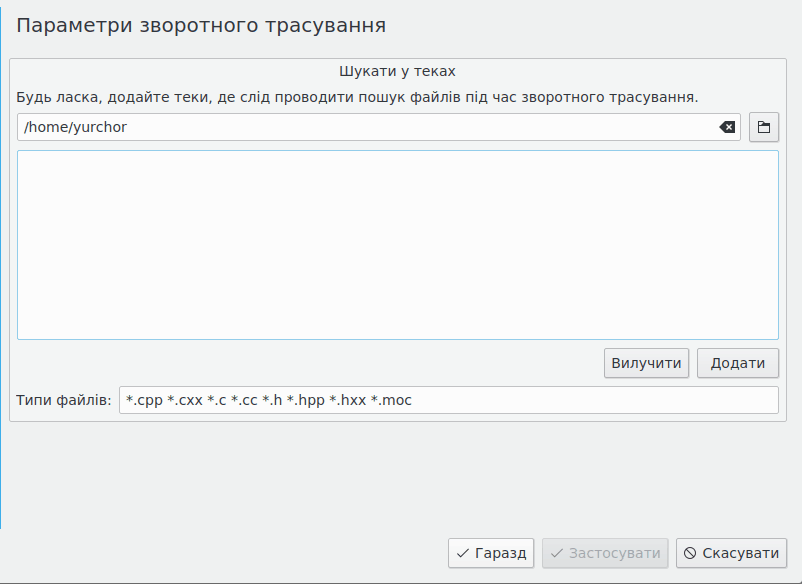 Параметри зворотного трасування
Шукати у теках
Будь ласка, додайте теки, де слід проводити пошук файлів під час зворотного трасування.
/home/yurchor
Вилучити Додати
Типи файлів: *.cpp *.cxx *.c *.cc *.h *.hpp *.hxx *.moc
Гаразд Застосувати Скасувати